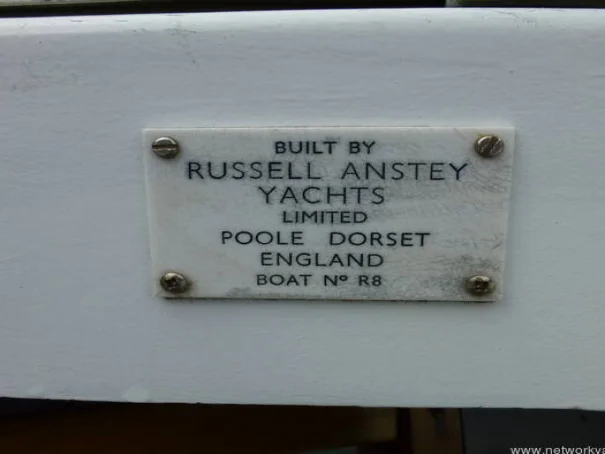 BUILT BY
RUSSELL ANSTEY
YACHTS
LIMITED
POOLE DORSET
ENGLAND
BOAT Nº R8